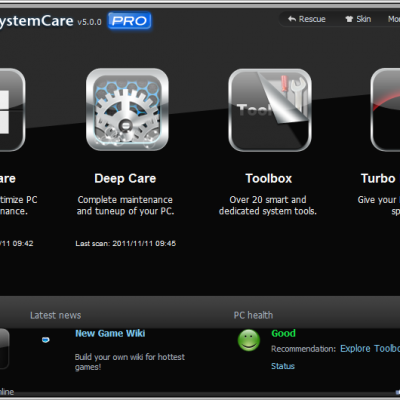 ystemCare v5.0.0 PRO
Rescue Skin Mo
are
timize PC
nance.
/11 09:42
Deep Care
Complete maintenance
and tuneup of your PC.
Last scan: 2011/11/11 09:45
Tool
Toolbox
Over 20 smart and
dedicated system tools.
Turbo
Give your
sp
Latest news
New Game Wiki
Build your own wiki for hottest
games!
PC health
Good
Recommendation: Explore Toolbo
Status
nline